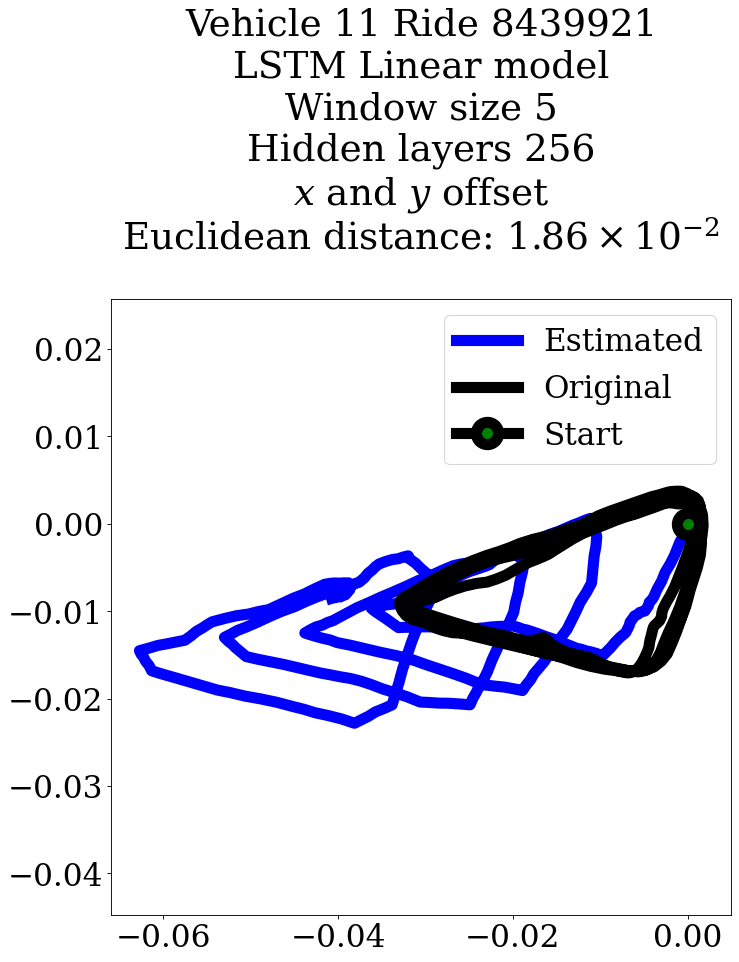 Vehicle 11 Ride 8439921
LSTM Linear model
Window size 5
Hidden layers 256
x and y offset
Euclidean distance: 1.86 × 10⁻²
Estimated
Original
Start
0.02
0.01
0.00
−0.01
−0.02
−0.03
−0.04
−0.06 −0.04 −0.02 0.00